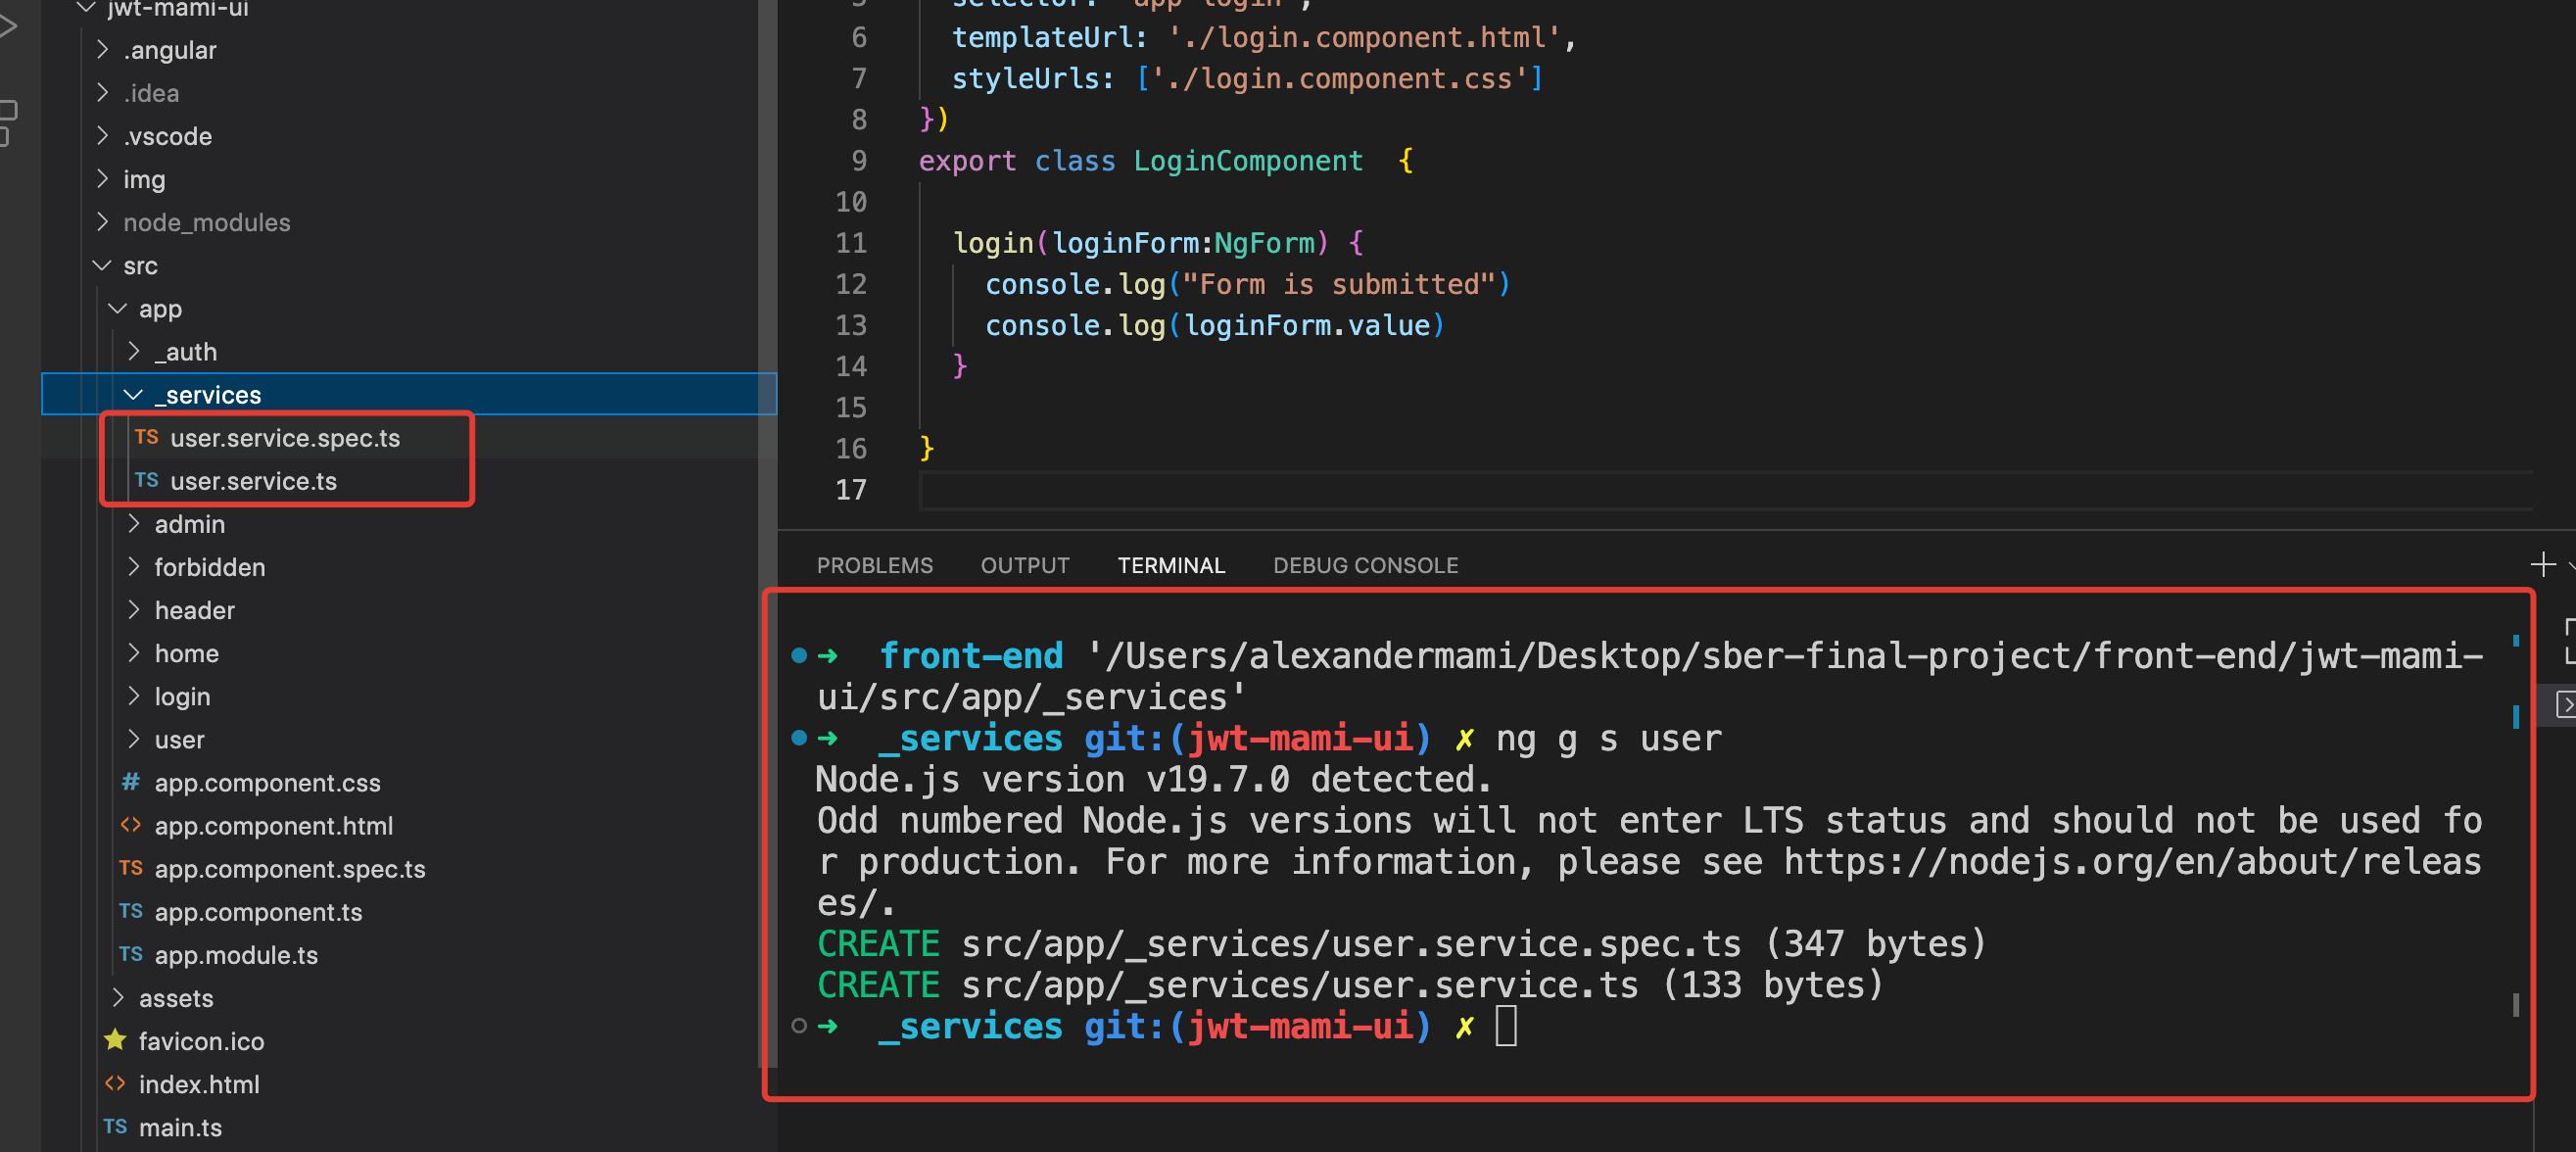 jwt-mami-ui
.angular
.idea
.vscode
img
node_modules
src
app
_auth
_services
user.service.spec.ts
user.service.ts
admin
forbidden
header
home
login
user
app.component.css
app.component.html
app.component.spec.ts
app.component.ts
app.module.ts
assets
favicon.ico
index.html
main.ts
5 selector: 'app-login',
6 templateUrl: './login.component.html',
7 styleUrls: ['./login.component.css']
8 })
9 export class LoginComponent {
10
11 login(loginForm:NgForm) {
12 console.log("Form is submitted")
13 console.log(loginForm.value)
14 }
15
16 }
17
PROBLEMS OUTPUT TERMINAL DEBUG CONSOLE
➜ front-end '/Users/alexandermami/Desktop/sber-final-project/front-end/jwt-mami-
ui/src/app/_services'
➜ _services git:(jwt-mami-ui) ✗ ng g s user
Node.js version v19.7.0 detected.
Odd numbered Node.js versions will not enter LTS status and should not be used fo
r production. For more information, please see https://nodejs.org/en/about/releas
es/.
CREATE src/app/_services/user.service.spec.ts (347 bytes)
CREATE src/app/_services/user.service.ts (133 bytes)
➜ _services git:(jwt-mami-ui) ✗